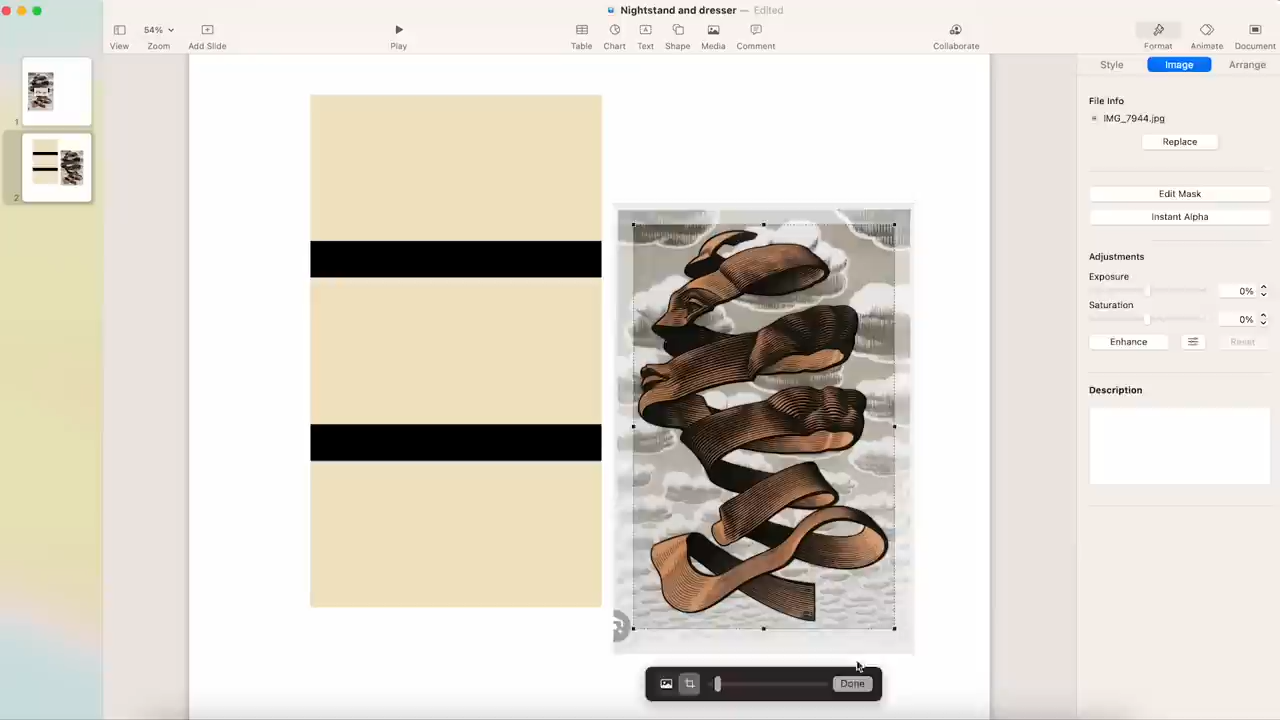 Nightstand and dresser — Edited
54%
View
Zoom
Add Slide
Play
Table
Chart
Text
Shape
Media
Comment
Collaborate
Format
Animate
Document
Style
Image
Arrange
File Info
IMG_7944.jpg
Replace
Edit Mask
Instant Alpha
Adjustments
Exposure
0%
Saturation
0%
Enhance
Reset
Description
1
2
Done